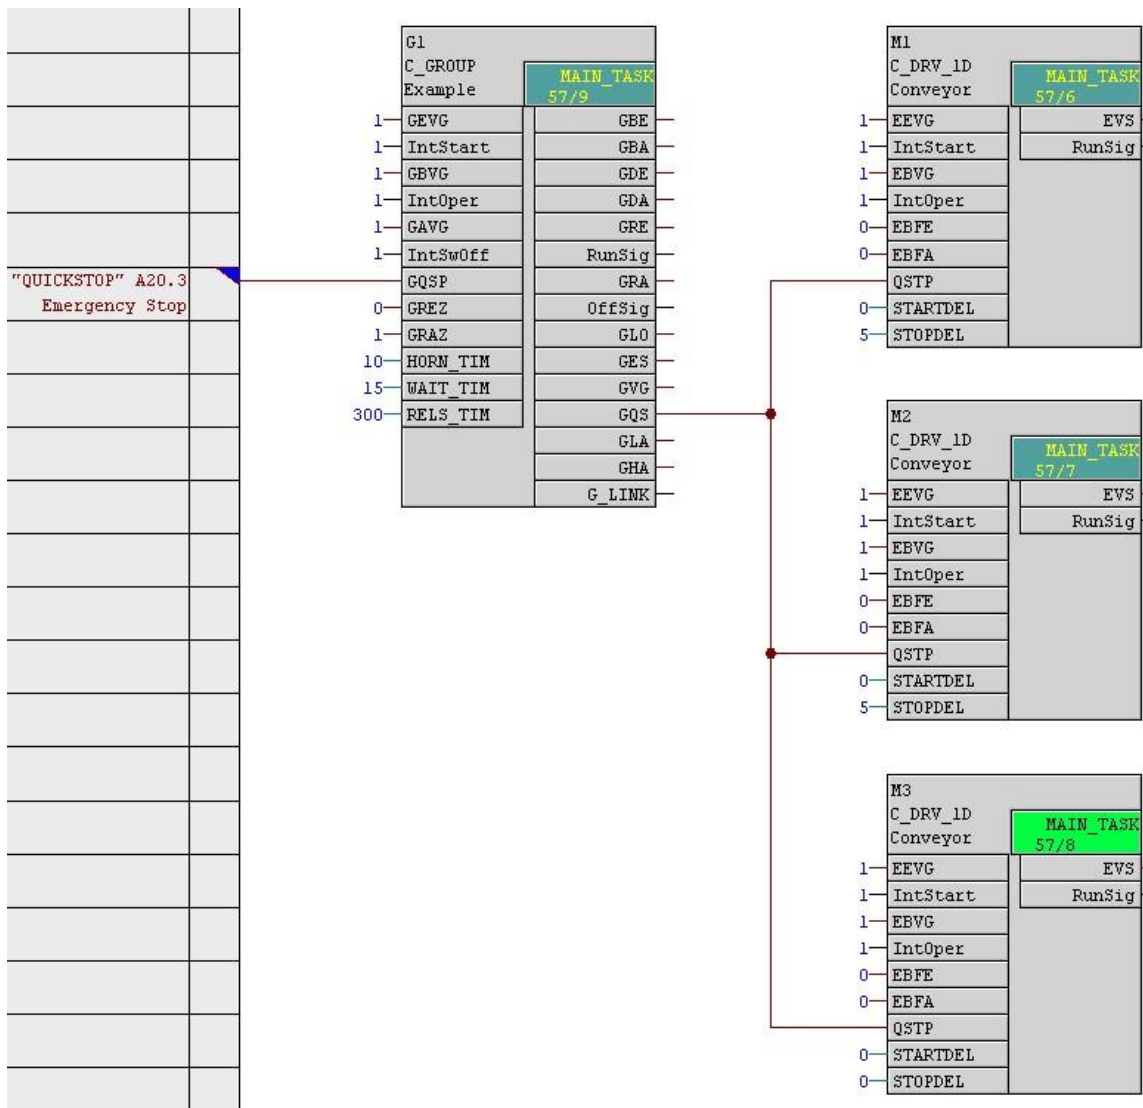 "QUICKSTOP" A20.3
Emergency Stop
G1
C_GROUP
Example
MAIN_TASK
57/9
1 GEVG GBE
1 IntStart GBA
1 GBVG GDE
1 IntOper GDA
1 GAVG GRE
1 IntSwOff RunSig
GQSP GRA
0 GREZ OffSig
1 GRAZ GLO
10 HORN_TIM GES
15 WAIT_TIM GVG
300 RELS_TIM GQS
GLA
GHA
G_LINK
M1
C_DRV_1D
Conveyor
MAIN_TASK
57/6
1 EEVG EVS
1 IntStart RunSig
1 EBVG
1 IntOper
0 EBFE
0 EBFA
QSTP
0 STARTDEL
5 STOPDEL
M2
C_DRV_1D
Conveyor
MAIN_TASK
57/7
1 EEVG EVS
1 IntStart RunSig
1 EBVG
1 IntOper
0 EBFE
0 EBFA
QSTP
0 STARTDEL
5 STOPDEL
M3
C_DRV_1D
Conveyor
MAIN_TASK
57/8
1 EEVG EVS
1 IntStart RunSig
1 EBVG
1 IntOper
0 EBFE
0 EBFA
QSTP
0 STARTDEL
0 STOPDEL